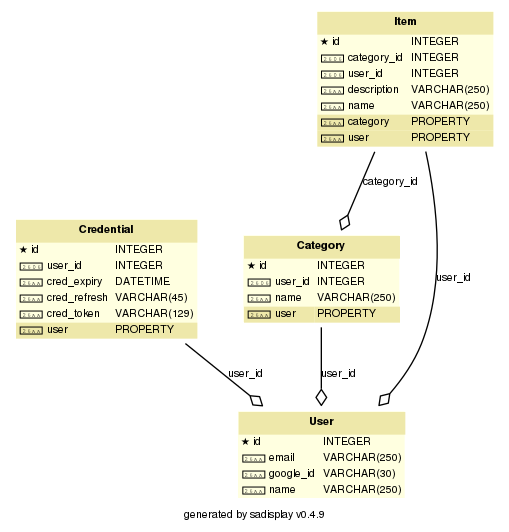 Item
★ id INTEGER
category_id INTEGER
user_id INTEGER
description VARCHAR(250)
name VARCHAR(250)
category PROPERTY
user PROPERTY
category_id
Credential
★ id INTEGER
user_id INTEGER
cred_expiry DATETIME
cred_refresh VARCHAR(45)
cred_token VARCHAR(129)
user PROPERTY
Category
★ id INTEGER
user_id INTEGER
name VARCHAR(250)
user PROPERTY
user_id
user_id
user_id
User
★ id INTEGER
email VARCHAR(250)
google_id VARCHAR(30)
name VARCHAR(250)
generated by sadisplay v0.4.9